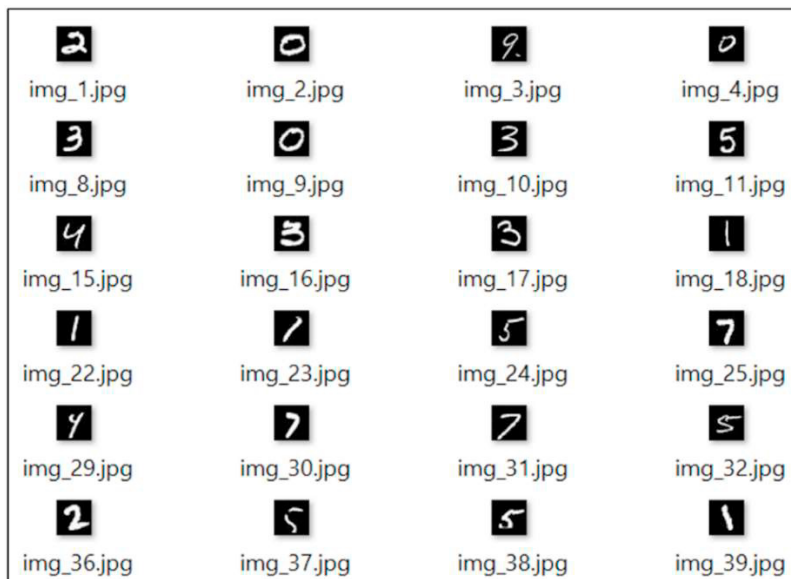 2 0 9. 0
img_1.jpg img_2.jpg img_3.jpg img_4.jpg
3 0 3 5
img_8.jpg img_9.jpg img_10.jpg img_11.jpg
4 3 3 1
img_15.jpg img_16.jpg img_17.jpg img_18.jpg
1 1 5 7
img_22.jpg img_23.jpg img_24.jpg img_25.jpg
4 7 7 5
img_29.jpg img_30.jpg img_31.jpg img_32.jpg
2 5 5 1
img_36.jpg img_37.jpg img_38.jpg img_39.jpg